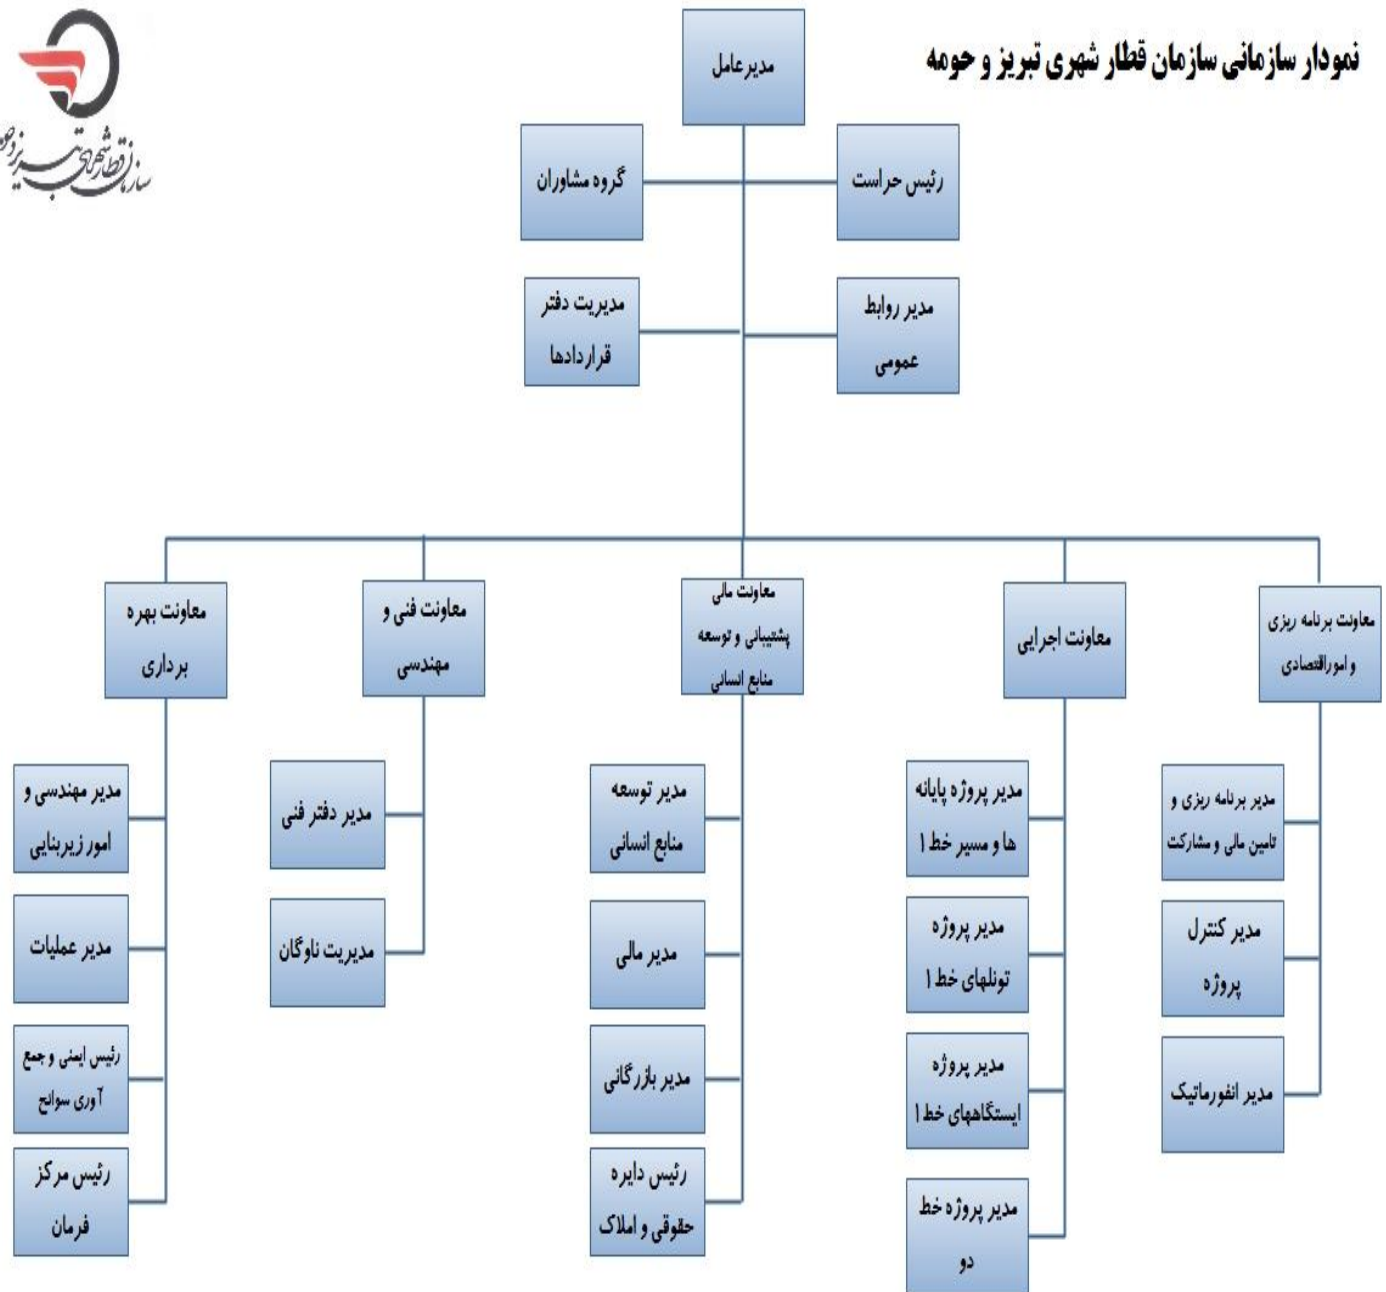 نمودار سازمانی سازمان قطار شهری تبریز و حومه
مدیرعامل
رئیس حراست
گروه مشاوران
مدیر روابط
عمومی
مدیریت دفتر
قراردادها
معاونت برنامه ریزی
و اموراقتصادی
معاونت اجرایی
معاونت مالی
پشتیبانی و توسعه
منابع انسانی
معاونت فنی و
مهندسی
معاونت بهره
برداری
مدیر برنامه ریزی و
تامین مالی و مشارکت
مدیر کنترل
پروژه
مدیر انفورماتیک
مدیر پروژه پایانه
ها و مسیر خط ۱
مدیر پروژه
تونلهای خط ۱
مدیر پروژه
ایستگاههای خط ۱
مدیر پروژه خط
دو
مدیر توسعه
منابع انسانی
مدیر مالی
مدیر بازرگانی
رئیس دایره
حقوقی و املاک
مدیر دفتر فنی
مدیریت ناوگان
مدیر مهندسی و
امور زیربنایی
مدیر عملیات
رئیس ایمنی و جمع
آوری سوانح
رئیس مرکز
فرمان
سازمان قطار شهری تبریز و حومه